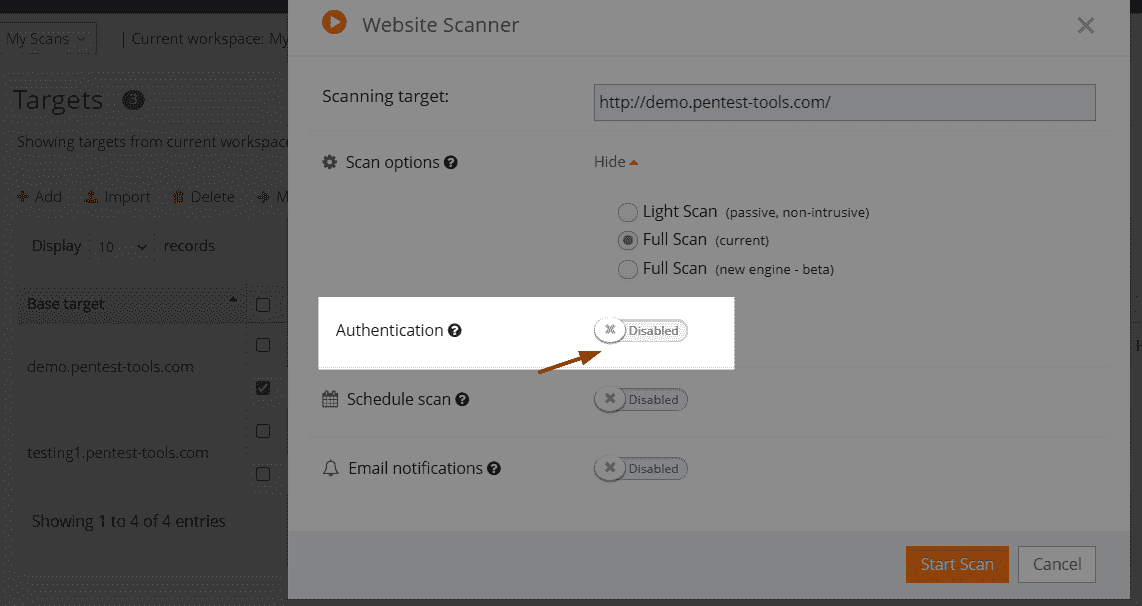 My Scans
Current workspace: My
Targets 3
Showing targets from current workspace
Add Import Delete M
Display 10 records
Base target
demo.pentest-tools.com
testing1.pentest-tools.com
Showing 1 to 4 of 4 entries
Website Scanner
Scanning target:
http://demo.pentest-tools.com/
Scan options
Hide
Light Scan (passive, non-intrusive)
Full Scan (current)
Full Scan (new engine - beta)
Authentication
Disabled
Schedule scan
Disabled
Email notifications
Disabled
Start Scan
Cancel